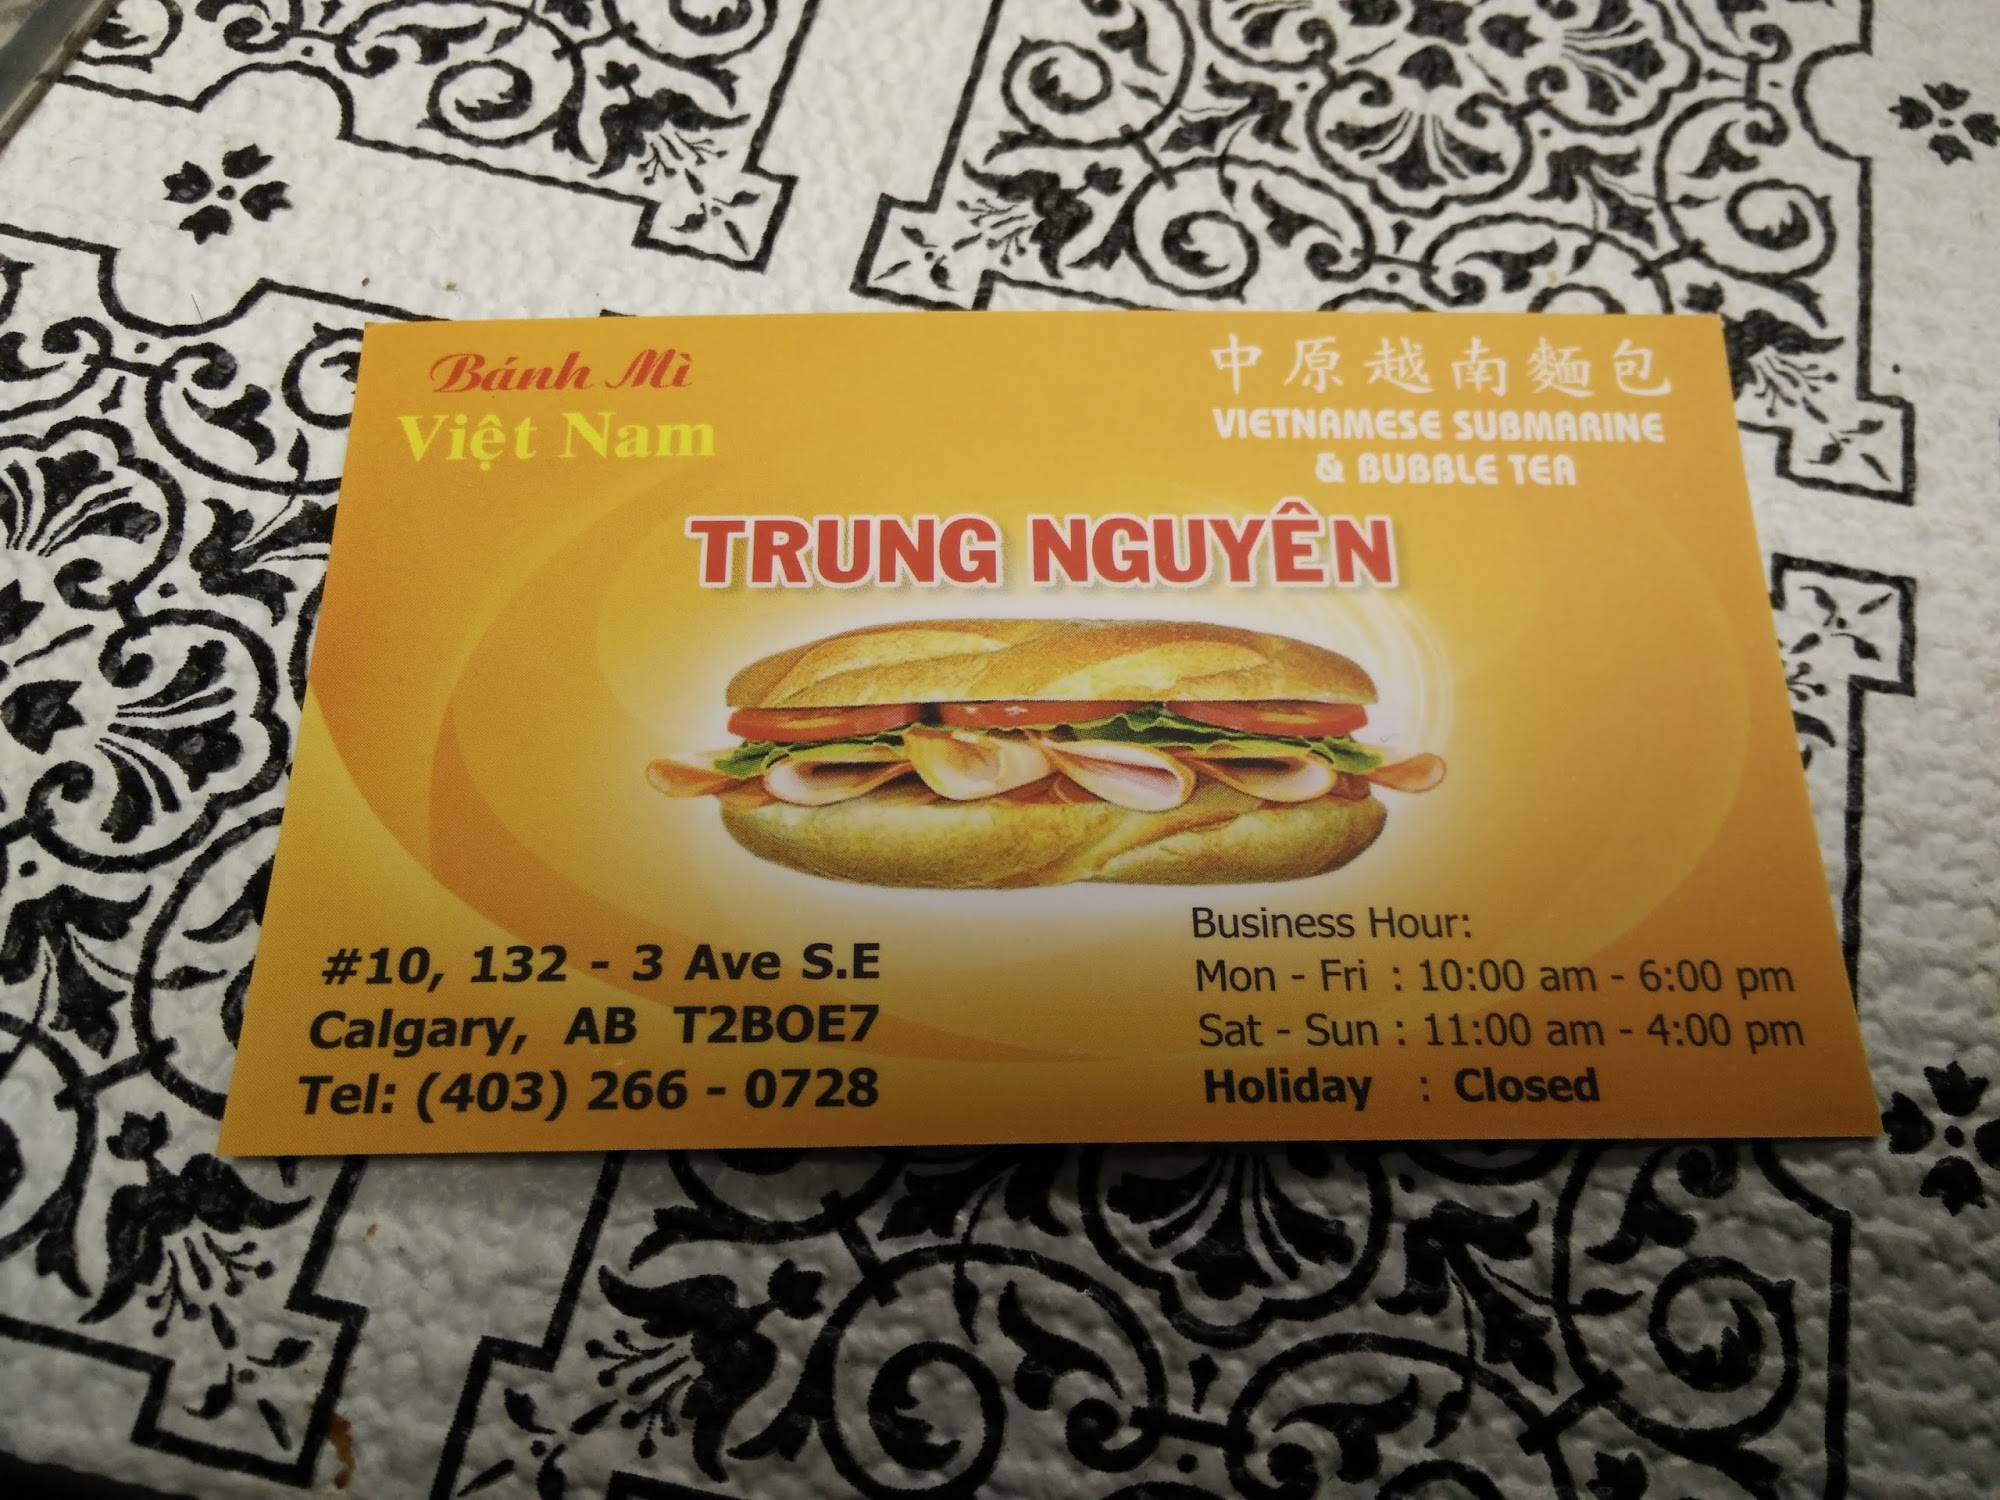 Bánh Mì
Việt Nam
中原越南麵包
VIETNAMESE SUBMARINE
& BUBBLE TEA
TRUNG NGUYÊN
#10, 132 - 3 Ave S.E
Calgary, AB T2BOE7
Tel: (403) 266 - 0728
Business Hour:
Mon - Fri : 10:00 am - 6:00 pm
Sat - Sun : 11:00 am - 4:00 pm
Holiday : Closed